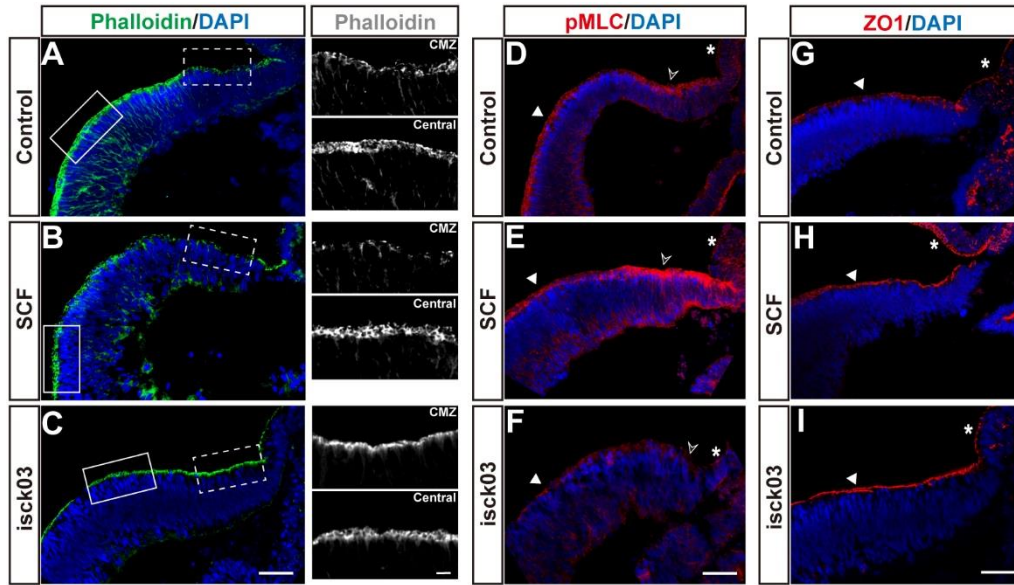 Phalloidin/DAPI
Phalloidin
pMLC/DAPI
ZO1/DAPI
Control
A
CMZ
Central
Control
D
*
Control
G
*
SCF
B
CMZ
Central
SCF
E
*
SCF
H
*
isck03
C
CMZ
Central
isck03
F
*
isck03
I
*